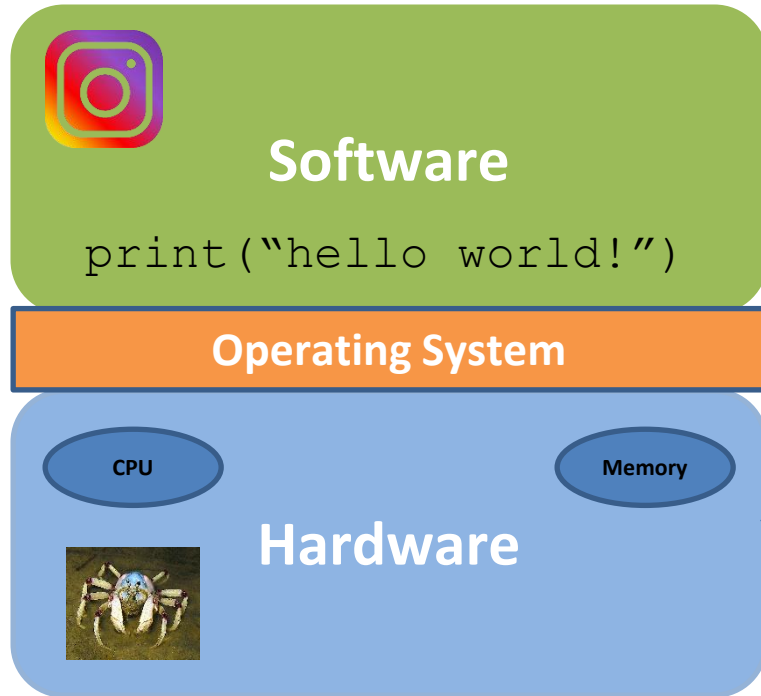 Software
print(“hello world!”)
Operating System
CPU
Memory
Hardware